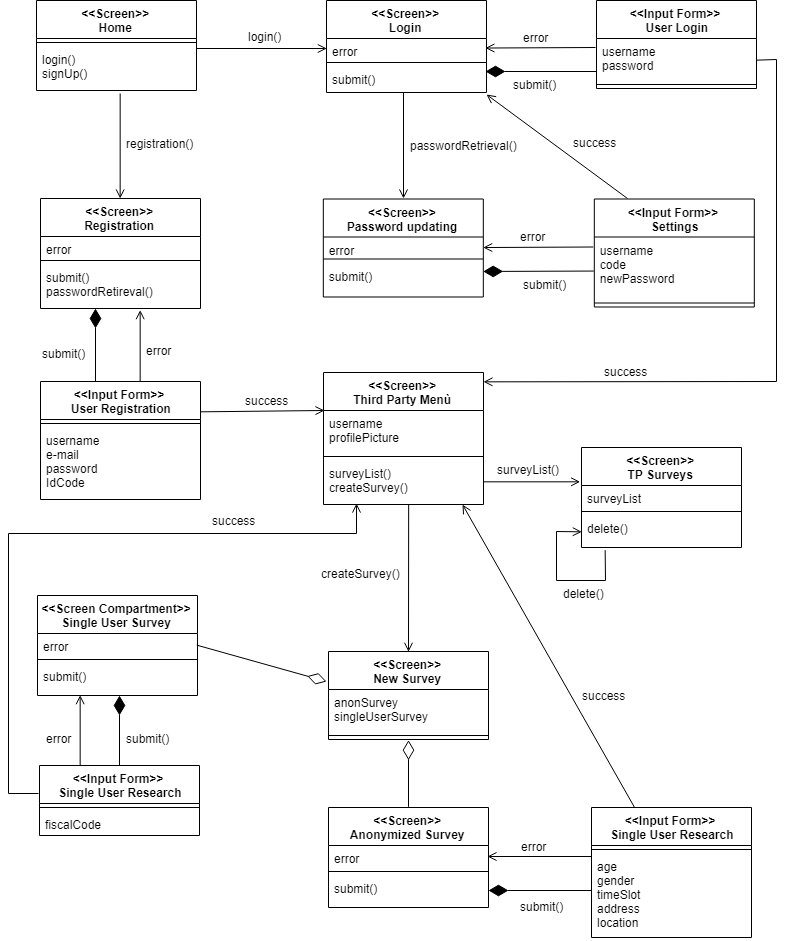 <<Screen>>
Home
login()
signUp()
login()
<<Screen>>
Login
error
submit()
error
submit()
<<Input Form>>
User Login
username
password
registration()
passwordRetrieval()
success
<<Screen>>
Registration
error
submit()
passwordRetireval()
<<Screen>>
Password updating
error
submit()
error
submit()
<<Input Form>>
Settings
username
code
newPassword
submit()
error
<<Input Form>>
User Registration
username
e-mail
password
IdCode
success
<<Screen>>
Third Party Menù
username
profilePicture
surveyList()
createSurvey()
success
surveyList()
<<Screen>>
TP Surveys
surveyList
delete()
delete()
success
createSurvey()
<<Screen Compartment>>
Single User Survey
error
submit()
error
submit()
<<Input Form>>
Single User Research
fiscalCode
<<Screen>>
New Survey
anonSurvey
singleUserSurvey
success
<<Screen>>
Anonymized Survey
error
submit()
error
submit()
<<Input Form>>
Single User Research
age
gender
timeSlot
address
location